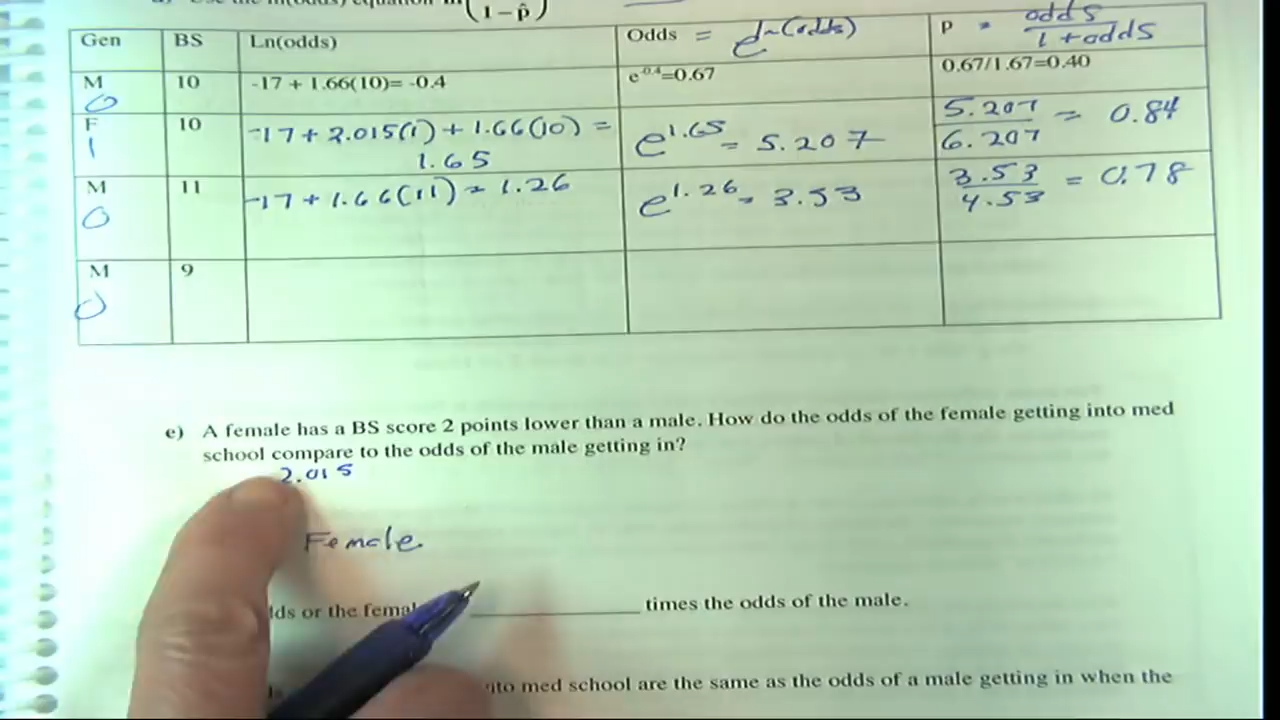 (1 – p̂)
Gen BS Ln(odds) Odds = e^ln(odds) P = odds/1+odds
M 10 -17 + 1.66(10)= -0.4 e^-0.4=0.67 0.67/1.67=0.40
0
F 10 -17+2.015(1)+1.66(10) = e^1.65 = 5.207 5.207/6.207 = 0.84
1 1.65
M 11 -17+1.66(11) = 1.26 e^1.26 = 3.53 3.53/4.53 = 0.78
0
M 9
0
e) A female has a BS score 2 points lower than a male. How do the odds of the female getting into med
school compare to the odds of the male getting in?
2.015
Female
or the times the odds of the male.
med school are the same as the odds of a male getting in when the